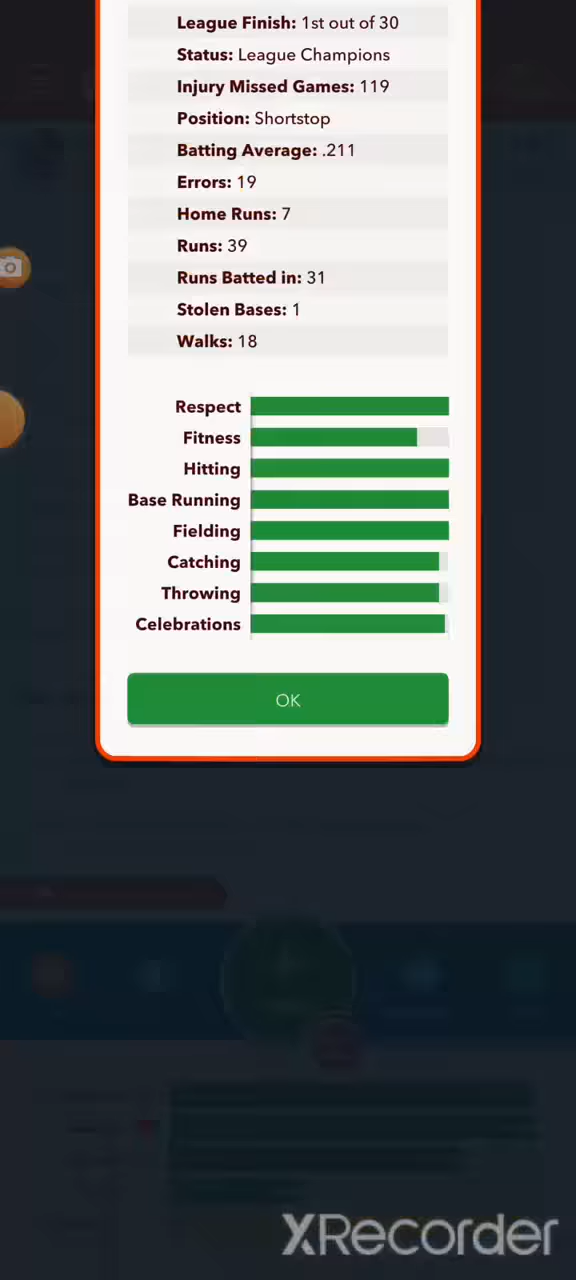 League Finish: 1st out of 30
Status: League Champions
Injury Missed Games: 119
Position: Shortstop
Batting Average: .211
Errors: 19
Home Runs: 7
Runs: 39
Runs Batted in: 31
Stolen Bases: 1
Walks: 18
Respect
Fitness
Hitting
Base Running
Fielding
Catching
Throwing
Celebrations
OK
XRecorder